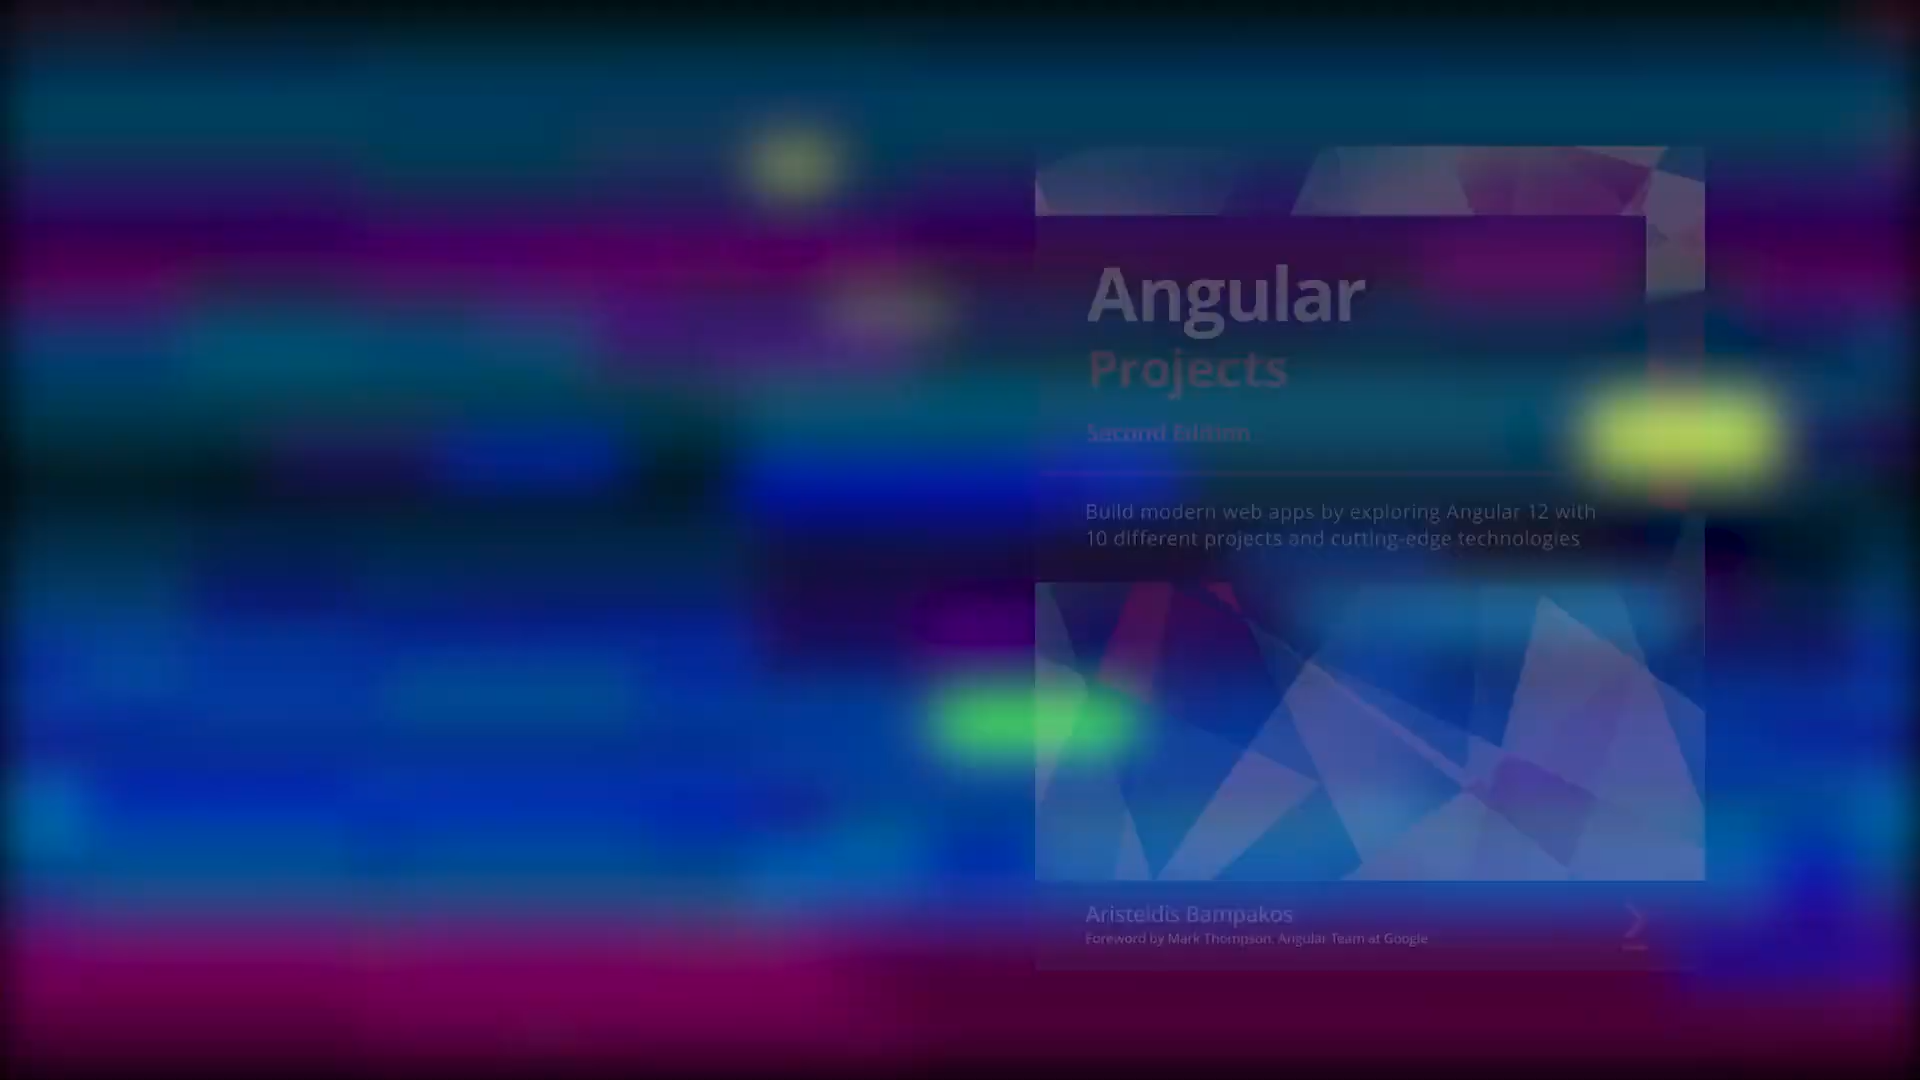 Angular
Projects
Second Edition
Build modern web apps by exploring Angular 12 with
10 different projects and cutting-edge technologies
Aristeidis Bampakos
Foreword by Mark Thompson, Angular Team at Google